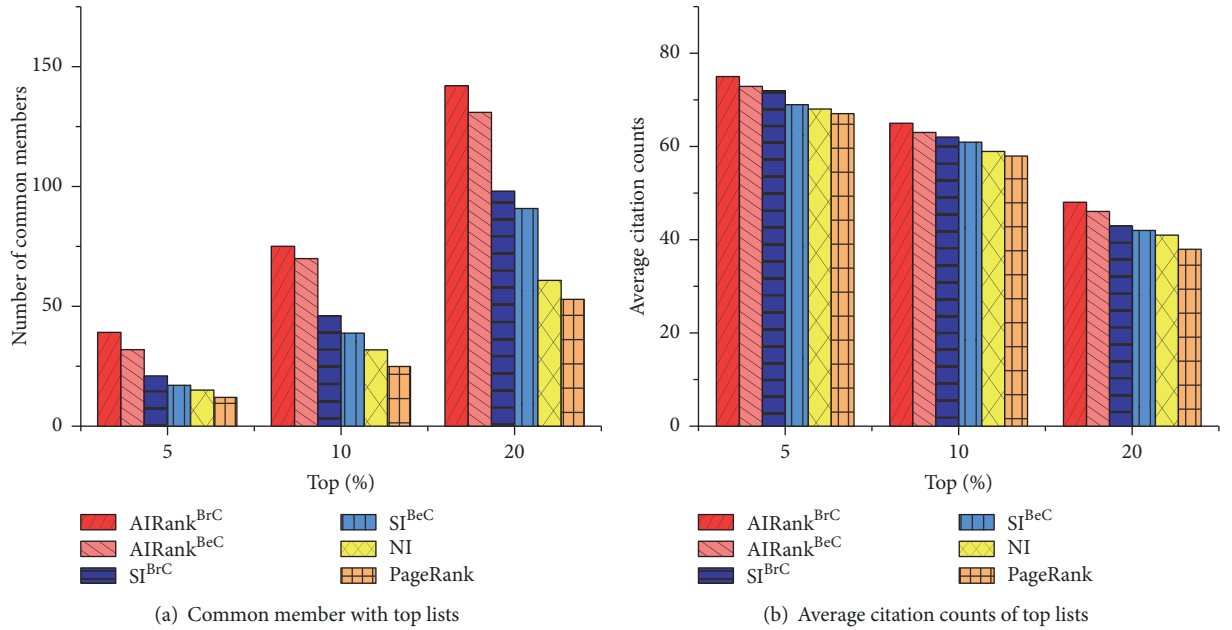 150
100
50
0
Number of common members
5
10
20
Top (%)
AIRank^BrC
AIRank^BeC
SI^BrC
SI^BeC
NI
PageRank
(a) Common member with top lists
80
60
40
20
0
Average citation counts
5
10
20
Top (%)
AIRank^BrC
AIRank^BeC
SI^BrC
SI^BeC
NI
PageRank
(b) Average citation counts of top lists